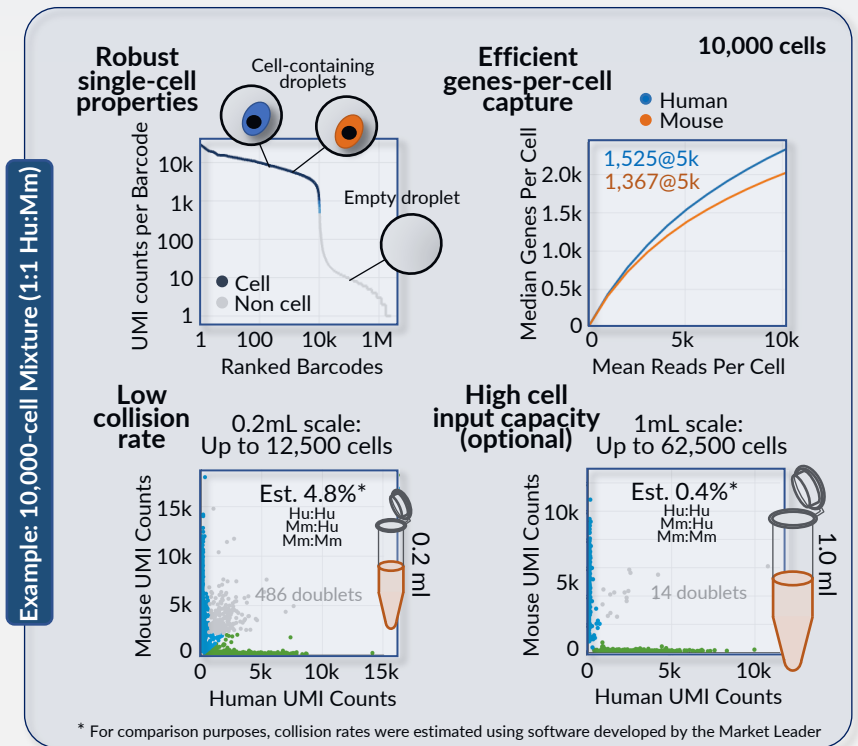 Example: 10,000-cell Mixture (1:1 Hu:Mm)
10,000 cells
Robust
single-cell
properties
Cell-containing
droplets
UMI counts per Barcode
10k
1k
100
10
1
Empty droplet
Cell
Non cell
1 100 10k 1M
Ranked Barcodes
Efficient
genes-per-cell
capture
Human
Mouse
Median Genes Per Cell
2.0k
1.5k
1.0k
0.5k
0
1,525@5k
1,367@5k
0 5k 10k
Mean Reads Per Cell
Low
collision
rate
0.2mL scale:
Up to 12,500 cells
Mouse UMI Counts
15k
10k
5k
0
Est. 4.8%*
Hu:Hu
Mm:Hu
Mm:Mm
486 doublets
0.2 ml
0 5k 10k 15k
Human UMI Counts
High cell
input capacity
(optional)
1mL scale:
Up to 62,500 cells
Mouse UMI Counts
10k
5k
0
Est. 0.4%*
Hu:Hu
Mm:Hu
Mm:Mm
14 doublets
1.0 ml
0 5k 10k
Human UMI Counts
* For comparison purposes, collision rates were estimated using software developed by the Market Leader